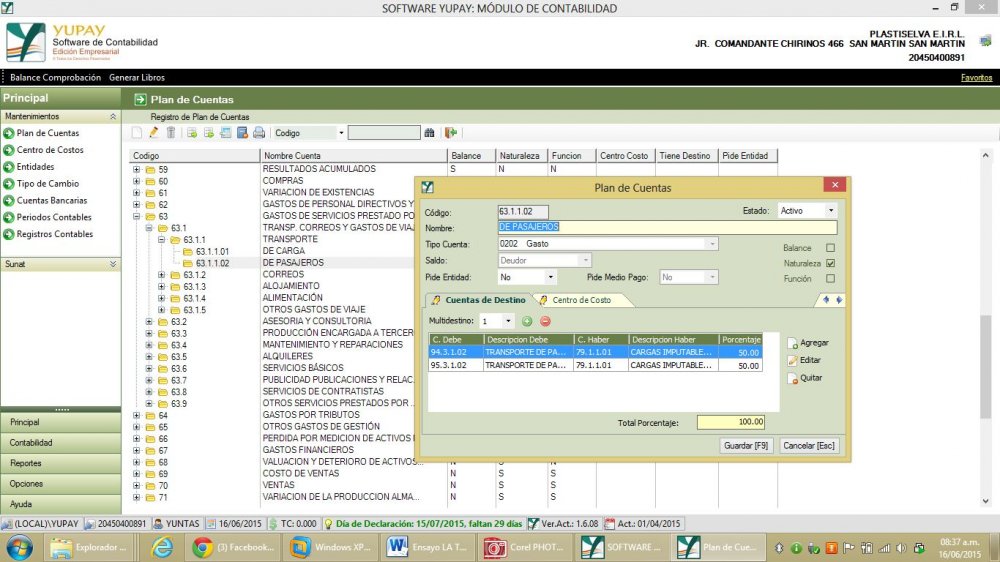 SOFTWARE YUPAY: MÓDULO DE CONTABILIDAD
YUPAY
Software de Contabilidad
Edición Empresarial
PLASTISELVA E.I.R.L.
JR. COMANDANTE CHIRINOS 466 SAN MARTIN SAN MARTIN
20450400891
Balance Comprobación Generar Libros Favoritos
Principal
Mantenimientos
Plan de Cuentas
Centro de Costos
Entidades
Tipo de Cambio
Cuentas Bancarias
Periodos Contables
Registros Contables
Sunat
Principal
Contabilidad
Reportes
Opciones
Ayuda
Plan de Cuentas
Registro de Plan de Cuentas
Codigo
Codigo Nombre Cuenta Balance Naturaleza Funcion Centro Costo Tiene Destino Pide Entidad
59 RESULTADOS ACUMULADOS S N N
60 COMPRAS
61 VARIACION DE EXISTENCIAS
62 GASTOS DE PERSONAL DIRECTIVOS Y
63 GASTOS DE SERVICIOS PRESTADO PO
63.1 TRANSP. CORREOS Y GASTOS DE VIAJ
63.1.1 TRANSPORTE
63.1.1.01 DE CARGA
63.1.1.02 DE PASAJEROS
63.1.2 CORREOS
63.1.3 ALOJAMIENTO
63.1.4 ALIMENTACIÓN
63.1.5 OTROS GASTOS DE VIAJE
63.2 ASESORIA Y CONSULTORIA
63.3 PRODUCCIÓN ENCARGADA A TERCER
63.4 MANTENIMIENTO Y REPARACIONES
63.5 ALQUILERES
63.6 SERVICIOS BÁSICOS
63.7 PUBLICIDAD PUBLICACIONES Y RELAC.
63.8 SERVICIOS DE CONTRATISTAS
63.9 OTROS SERVICIOS PRESTADOS POR ...
64 GASTOS POR TRIBUTOS
65 OTROS GASTOS DE GESTIÓN
66 PERDIDA POR MEDICION DE ACTIVOS
67 GASTOS FINANCIEROS
68 VALUACION Y DETERIORO DE ACTIVOS... N S S
69 COSTO DE VENTAS N S S
70 VENTAS N S S
71 VARIACION DE LA PRODUCCION ALMA... N S S
Plan de Cuentas
Código: 63.1.1.02 Estado: Activo
Nombre: DE PASAJEROS
Tipo Cuenta: 0202 Gasto
Balance
Saldo: Deudor Naturaleza
Pide Entidad: No Pide Medio Pago: No Función
Cuentas de Destino Centro de Costo
Multidestino: 1
C. Debe Descripcion Debe C. Haber Descripcion Haber Porcentaje
94.3.1.02 TRANSPORTE DE PA... 79.1.1.01 CARGAS IMPUTABLE... 50.00
95.3.1.02 TRANSPORTE DE PA... 79.1.1.01 CARGAS IMPUTABLE... 50.00
Agregar
Editar
Quitar
Total Porcentaje: 100.00
Guardar [F9] Cancelar [Esc]
(LOCAL)\YUPAY 20450400891 YUNTAS 16/06/2015 TC: 0.000 Día de Declaración: 15/07/2015, faltan 29 días Ver.Act.: 1.6.08 Act.: 01/04/2015
Explorador ... (3) Facebook... Windows XP... Ensayo LA T... Corel PHOT... SOFTWARE ... Plan de Cue...
08:37 a.m.
16/06/2015